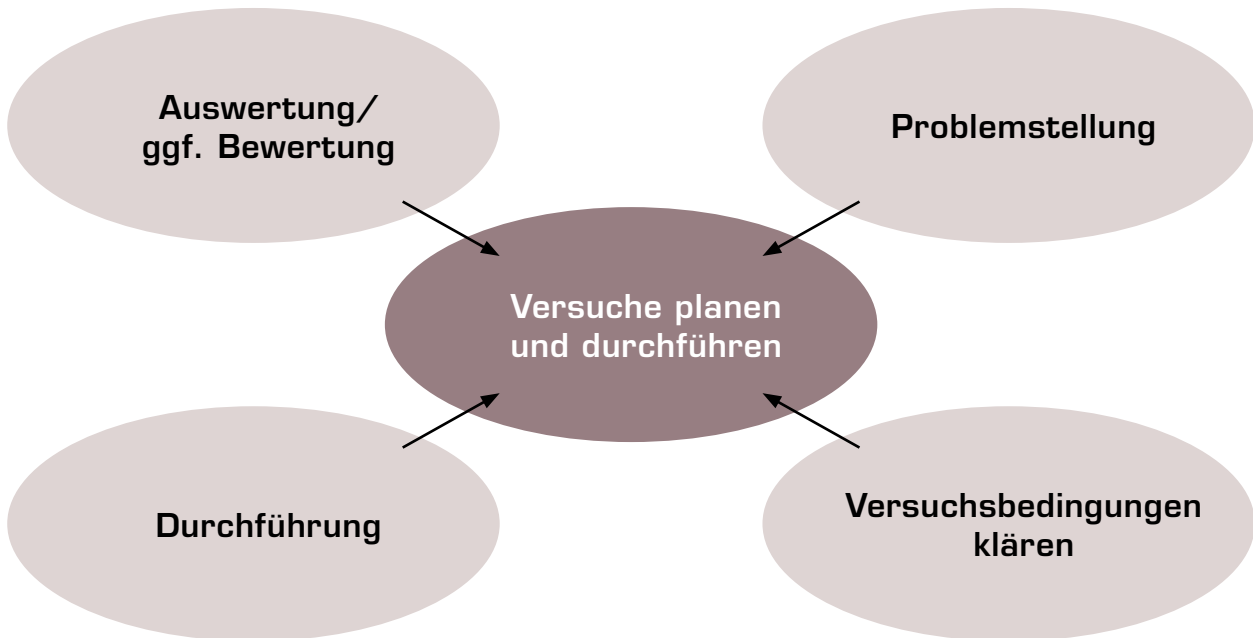 Auswertung/
ggf. Bewertung
Problemstellung
Versuche planen
und durchführen
Durchführung
Versuchsbedingungen
klären